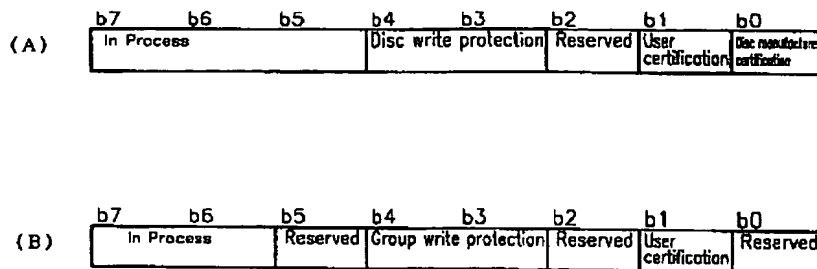 b7 b6 b5 b4 b3 b2 b1 b0
(A) In Process Disc write protection Reserved User certification Disc manufacturer certification
b7 b6 b5 b4 b3 b2 b1 b0
(B) In Process Reserved Group write protection Reserved User certification Reserved